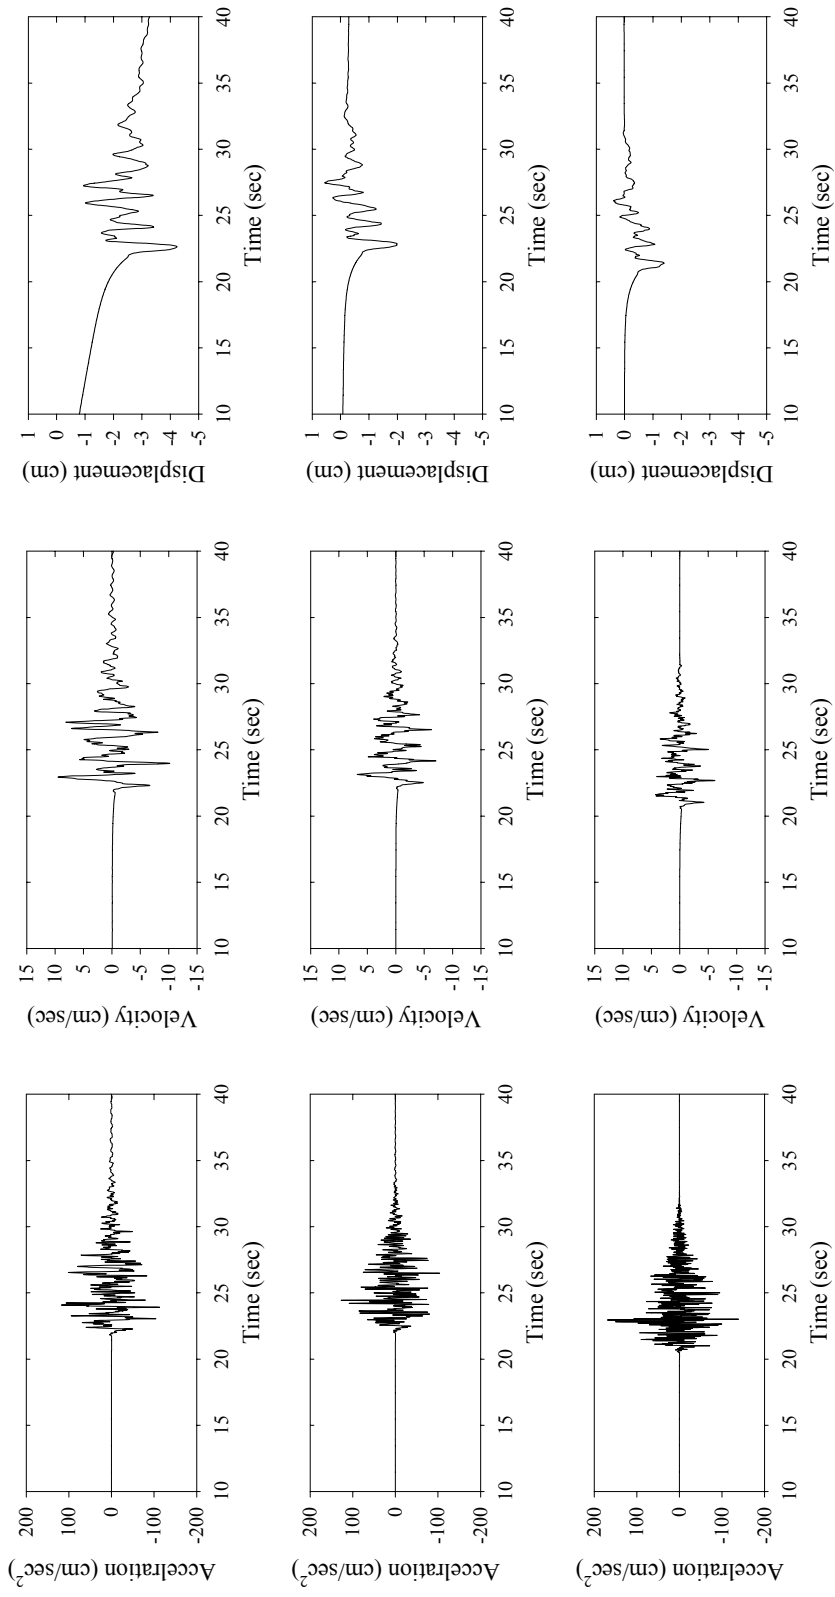 Accelration (cm/sec²)
200
100
0
-100
-200
10 15 20 25 30 35 40
Time (sec)
Velocity (cm/sec)
15
10
5
0
-5
-10
-15
10 15 20 25 30 35 40
Time (sec)
Displacement (cm)
1
0
-1
-2
-3
-4
-5
10 15 20 25 30 35 40
Time (sec)
Accelration (cm/sec²)
200
100
0
-100
-200
10 15 20 25 30 35 40
Time (sec)
Velocity (cm/sec)
15
10
5
0
-5
-10
-15
10 15 20 25 30 35 40
Time (sec)
Displacement (cm)
1
0
-1
-2
-3
-4
-5
10 15 20 25 30 35 40
Time (sec)
Accelration (cm/sec²)
200
100
0
-100
-200
10 15 20 25 30 35 40
Time (sec)
Velocity (cm/sec)
15
10
5
0
-5
-10
-15
10 15 20 25 30 35 40
Time (sec)
Displacement (cm)
1
0
-1
-2
-3
-4
-5
10 15 20 25 30 35 40
Time (sec)